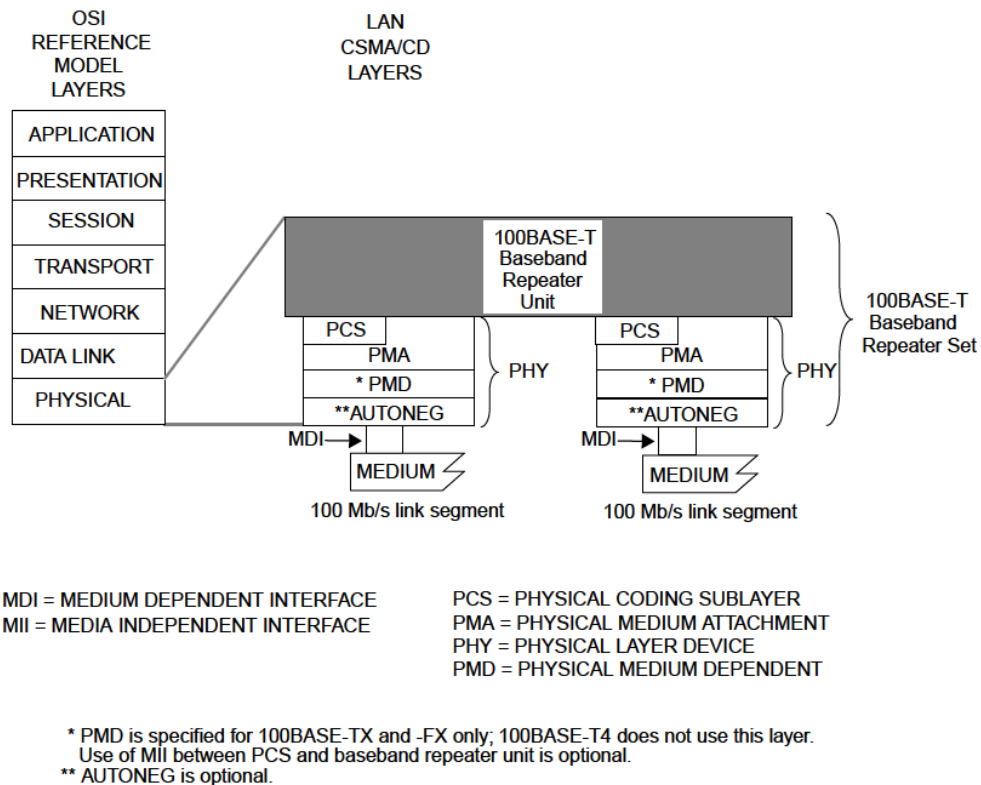 OSI
REFERENCE
MODEL
LAYERS
LAN
CSMA/CD
LAYERS
APPLICATION
PRESENTATION
SESSION
TRANSPORT
NETWORK
DATA LINK
PHYSICAL
100BASE-T
Baseband
Repeater
Unit
PCS
PMA
* PMD
**AUTONEG
PHY
MDI
MEDIUM
100 Mb/s link segment
PCS
PMA
* PMD
**AUTONEG
PHY
MDI
MEDIUM
100 Mb/s link segment
100BASE-T
Baseband
Repeater Set
MDI = MEDIUM DEPENDENT INTERFACE
MII = MEDIA INDEPENDENT INTERFACE
PCS = PHYSICAL CODING SUBLAYER
PMA = PHYSICAL MEDIUM ATTACHMENT
PHY = PHYSICAL LAYER DEVICE
PMD = PHYSICAL MEDIUM DEPENDENT
* PMD is specified for 100BASE-TX and -FX only; 100BASE-T4 does not use this layer.
Use of MII between PCS and baseband repeater unit is optional.
** AUTONEG is optional.